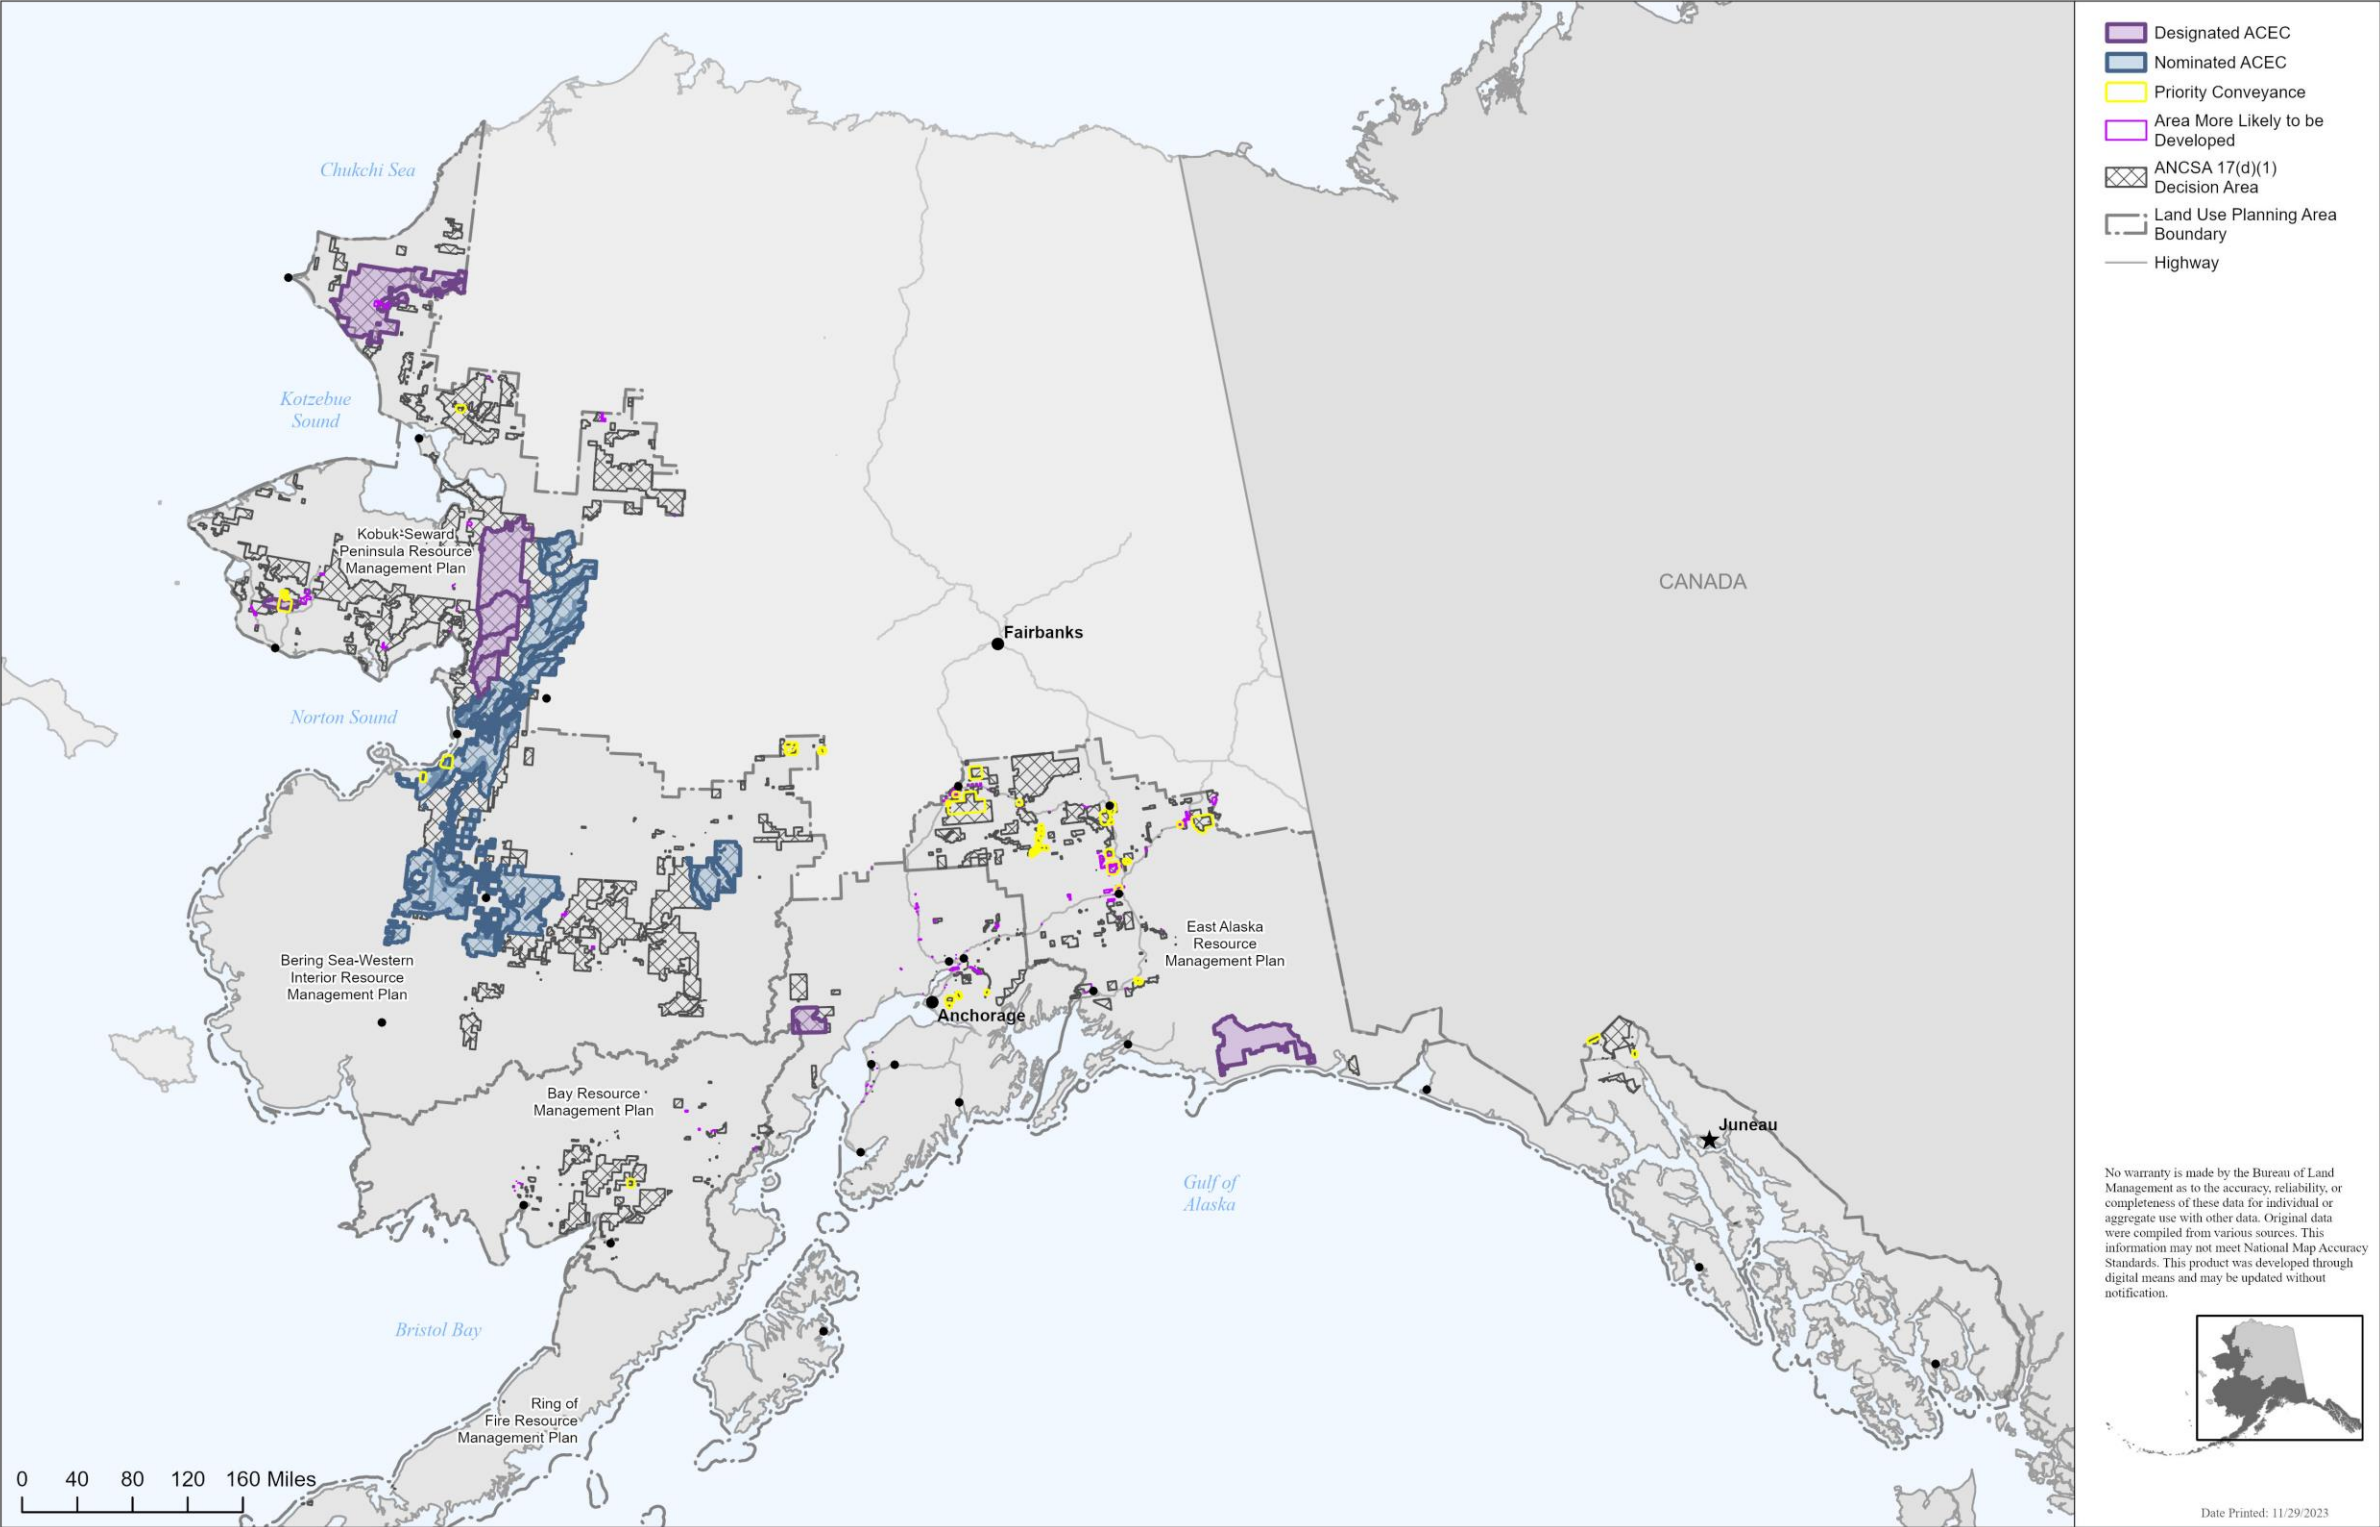 Designated ACEC
Nominated ACEC
Priority Conveyance
Area More Likely to be
Developed
ANCSA 17(d)(1)
Decision Area
Land Use Planning Area
Boundary
Highway
Chukchi Sea
Kotzebue
Sound
Kobuk-Seward
Peninsula Resource
Management Plan
CANADA
Fairbanks
Norton Sound
East Alaska
Resource
Management Plan
Bering Sea-Western
Interior Resource
Management Plan
Anchorage
Bay Resource
Management Plan
Juneau
Gulf of
Alaska
Bristol Bay
Ring of
Fire Resource
Management Plan
0 40 80 120 160 Miles
No warranty is made by the Bureau of Land
Management as to the accuracy, reliability, or
completeness of these data for individual or
aggregate use with other data. Original data
were compiled from various sources. This
information may not meet National Map Accuracy
Standards. This product was developed through
digital means and may be updated without
notification.
Date Printed: 11/29/2023